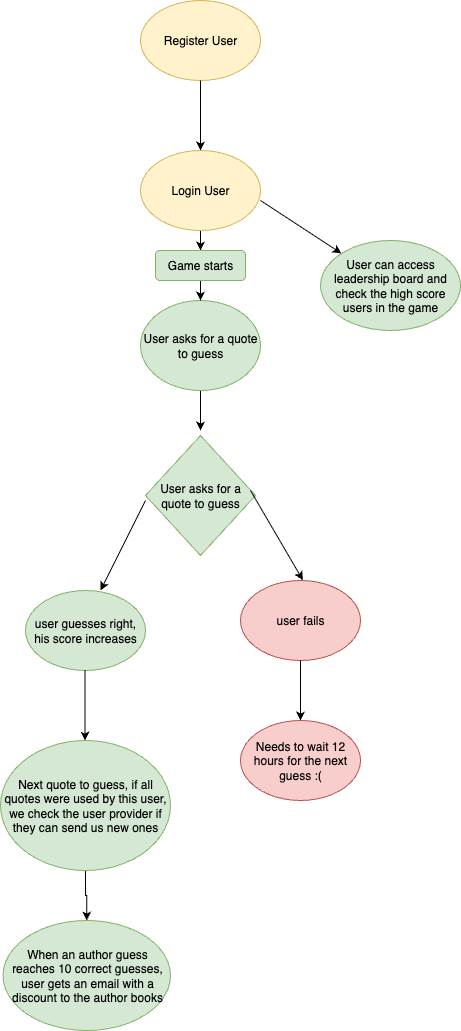 Register User
Login User
Game starts
User can access
leadership board and
check the high score
users in the game
User asks for a quote
to guess
User asks for a
quote to guess
user guesses right,
his score increases
user fails
Needs to wait 12
hours for the next
guess :(
Next quote to guess, if all
quotes were used by this user,
we check the user provider if
they can send us new ones
When an author guess
reaches 10 correct guesses,
user gets an email with a
discount to the author books